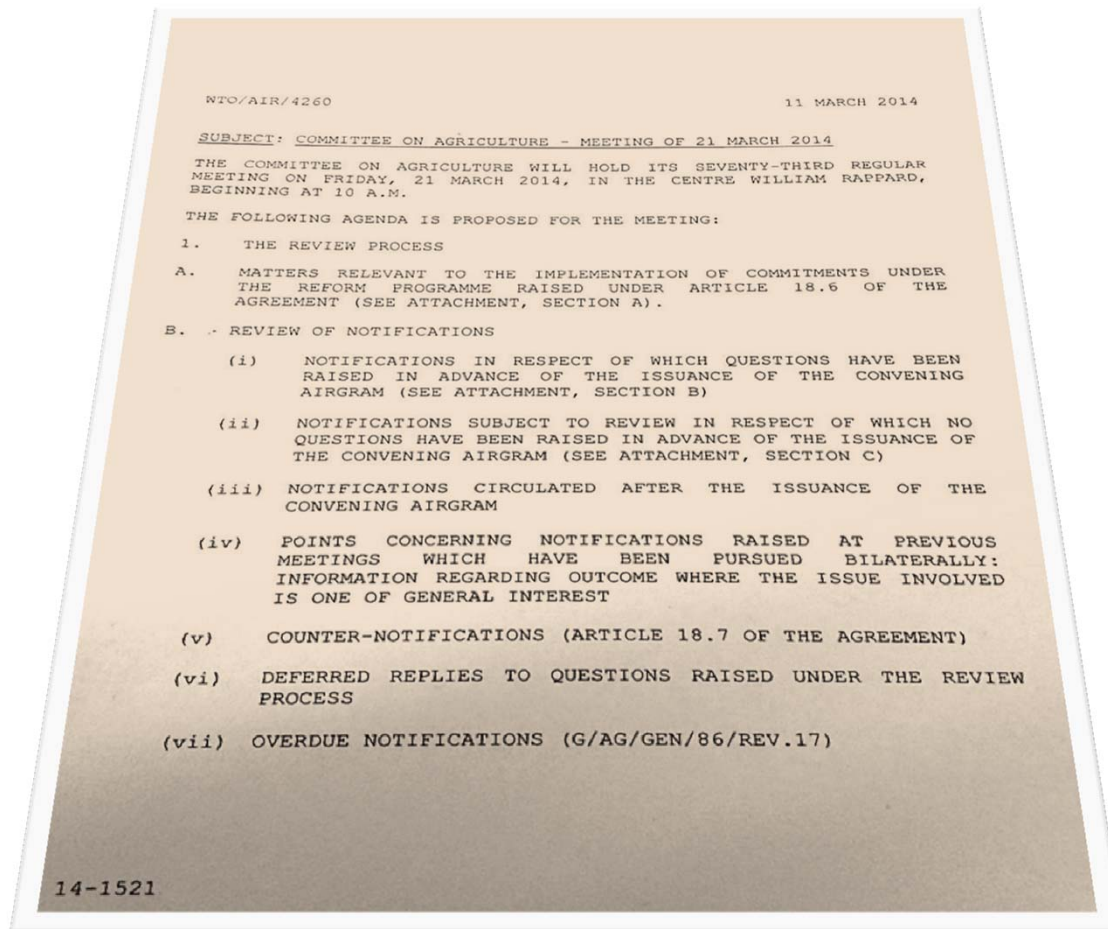 WTO/AIR/4260 11 MARCH 2014
SUBJECT: COMMITTEE ON AGRICULTURE – MEETING OF 21 MARCH 2014
THE COMMITTEE ON AGRICULTURE WILL HOLD ITS SEVENTY-THIRD REGULAR
MEETING ON FRIDAY, 21 MARCH 2014, IN THE CENTRE WILLIAM RAPPARD,
BEGINNING AT 10 A.M.
THE FOLLOWING AGENDA IS PROPOSED FOR THE MEETING:
1. THE REVIEW PROCESS
A. MATTERS RELEVANT TO THE IMPLEMENTATION OF COMMITMENTS UNDER
THE REFORM PROGRAMME RAISED UNDER ARTICLE 18.6 OF THE
AGREEMENT (SEE ATTACHMENT, SECTION A).
B. REVIEW OF NOTIFICATIONS
(i) NOTIFICATIONS IN RESPECT OF WHICH QUESTIONS HAVE BEEN
RAISED IN ADVANCE OF THE ISSUANCE OF THE CONVENING
AIRGRAM (SEE ATTACHMENT, SECTION B)
(ii) NOTIFICATIONS SUBJECT TO REVIEW IN RESPECT OF WHICH NO
QUESTIONS HAVE BEEN RAISED IN ADVANCE OF THE ISSUANCE OF
THE CONVENING AIRGRAM (SEE ATTACHMENT, SECTION C)
(iii) NOTIFICATIONS CIRCULATED AFTER THE ISSUANCE OF THE
CONVENING AIRGRAM
(iv) POINTS CONCERNING NOTIFICATIONS RAISED AT PREVIOUS
MEETINGS WHICH HAVE BEEN PURSUED BILATERALLY:
INFORMATION REGARDING OUTCOME WHERE THE ISSUE INVOLVED
IS ONE OF GENERAL INTEREST
(v) COUNTER-NOTIFICATIONS (ARTICLE 18.7 OF THE AGREEMENT)
(vi) DEFERRED REPLIES TO QUESTIONS RAISED UNDER THE REVIEW
PROCESS
(vii) OVERDUE NOTIFICATIONS (G/AG/GEN/86/REV.17)
14-1521